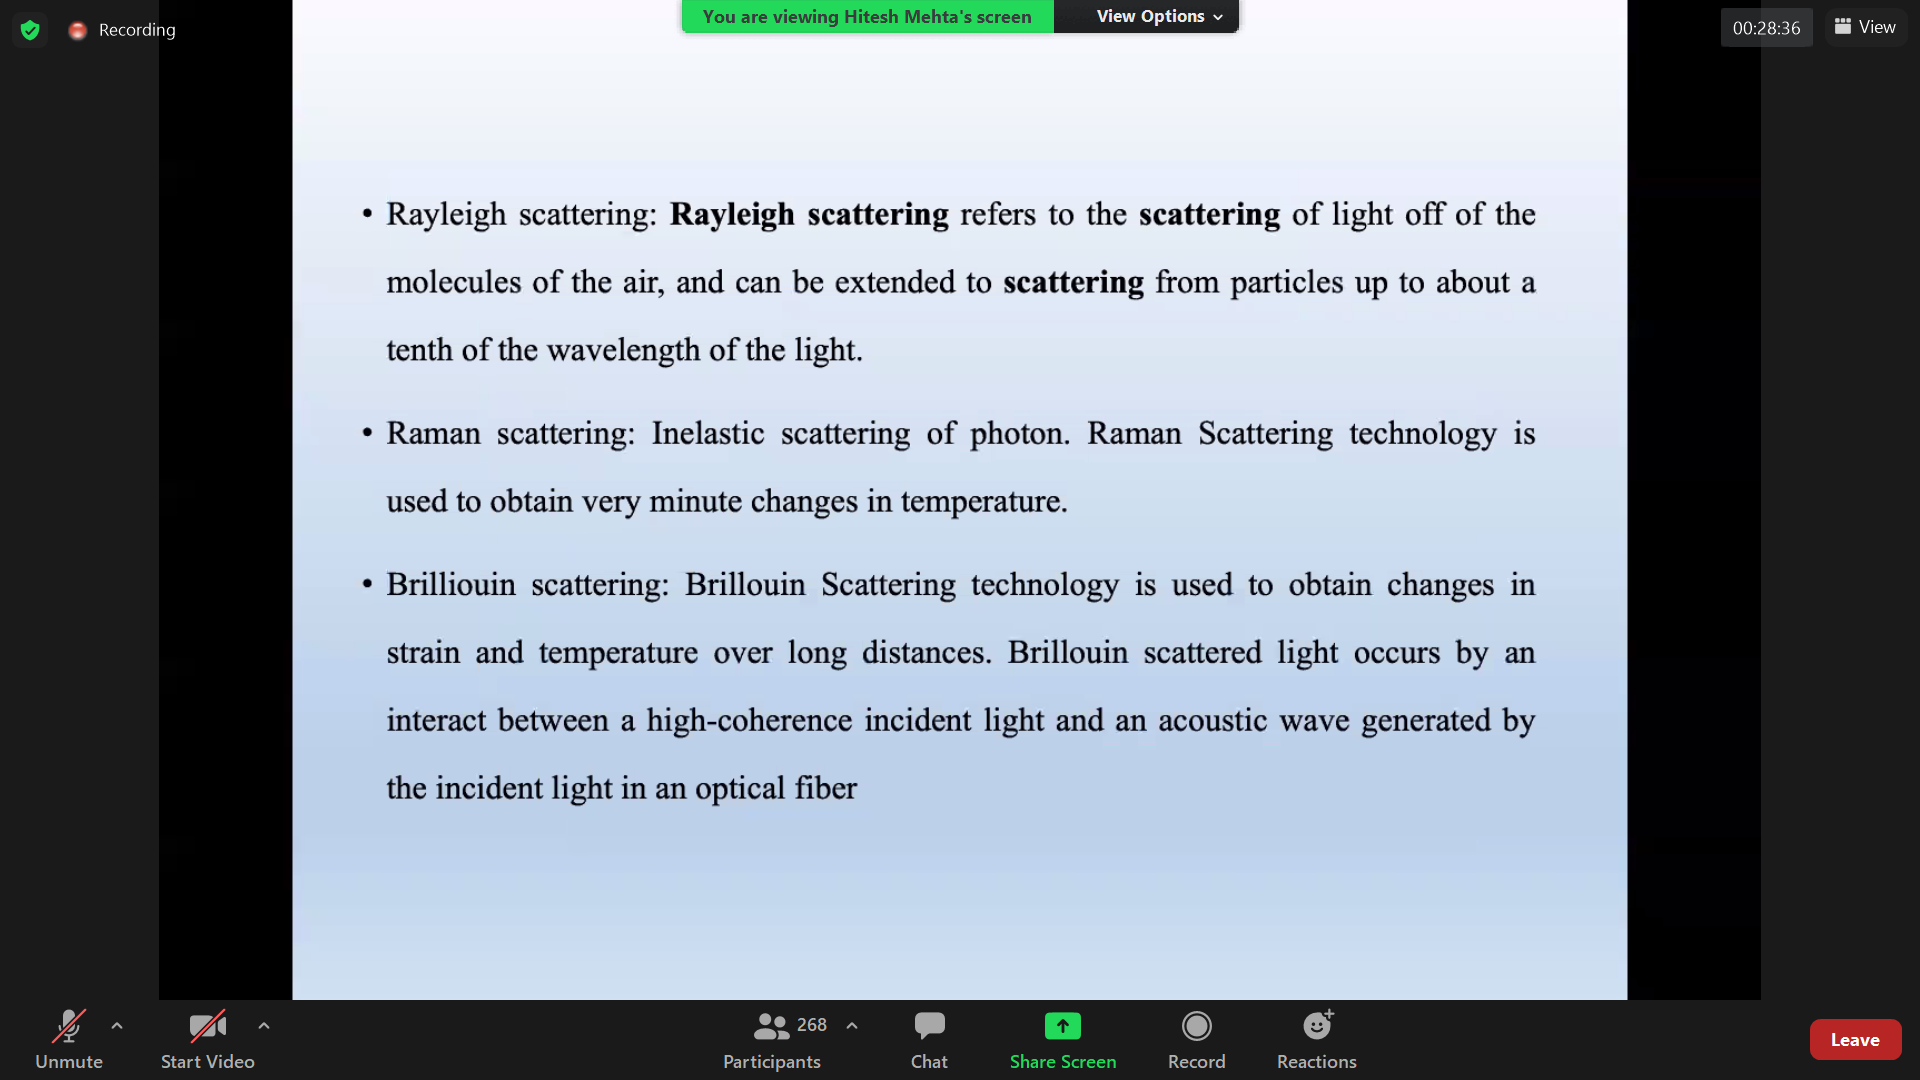 Recording
You are viewing Hitesh Mehta's screen
View Options
00:28:36
View
• Rayleigh scattering: Rayleigh scattering refers to the scattering of light off of the
molecules of the air, and can be extended to scattering from particles up to about a
tenth of the wavelength of the light.
• Raman scattering: Inelastic scattering of photon. Raman Scattering technology is
used to obtain very minute changes in temperature.
• Brilliouin scattering: Brillouin Scattering technology is used to obtain changes in
strain and temperature over long distances. Brillouin scattered light occurs by an
interact between a high-coherence incident light and an acoustic wave generated by
the incident light in an optical fiber
Unmute
Start Video
268
Participants
Chat
Share Screen
Record
Reactions
Leave